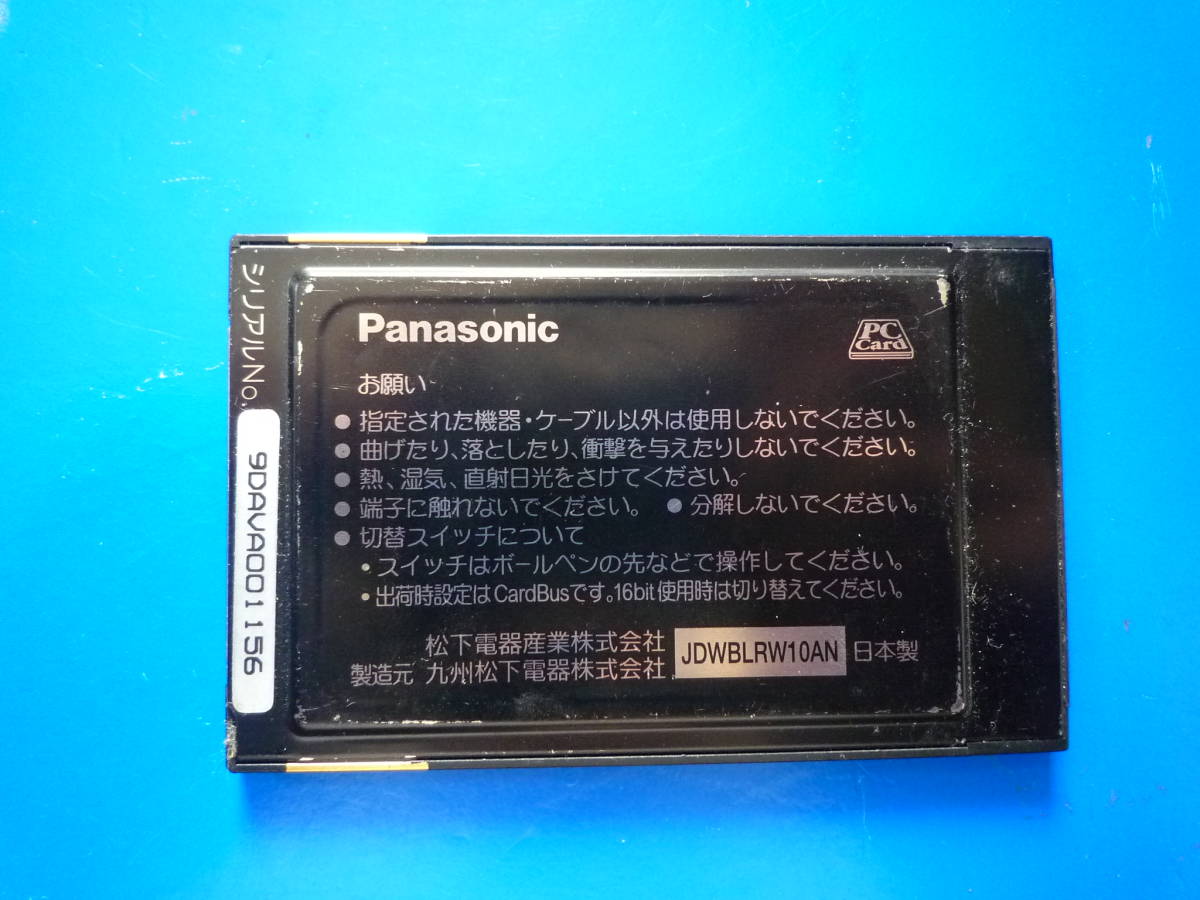 Panasonic
PC
Card
お願い
● 指定された機器・ケーブル以外は使用しないでください。
● 曲げたり、落としたり、衝撃を与えたりしないでください。
● 熱、湿気、直射日光をさけてください。
● 端子に触れないでください。 ● 分解しないでください。
● 切替スイッチについて
・スイッチはボールペンの先などで操作してください。
・出荷時設定はCardBusです。16bit使用時は切り替えてください。
松下電器産業株式会社
製造元 九州松下電器株式会社
JDWBLRW10AN 日本製
シリアルNo.
9DAVA001156